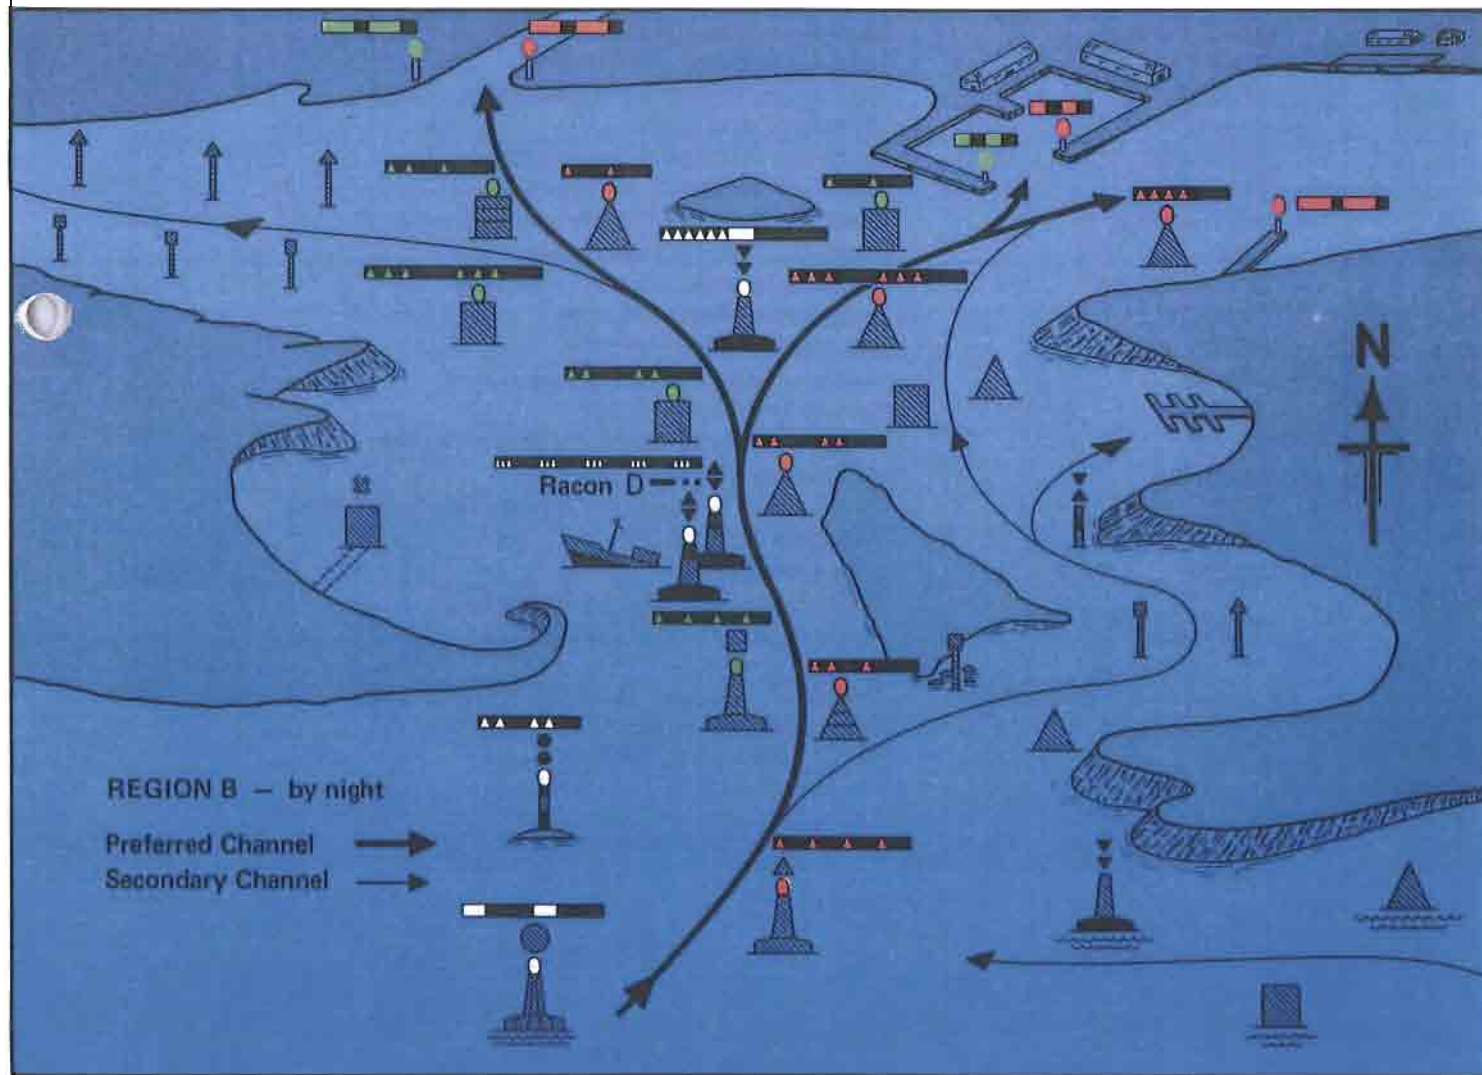 N
Racon D
REGION B – by night
Preferred Channel
Secondary Channel